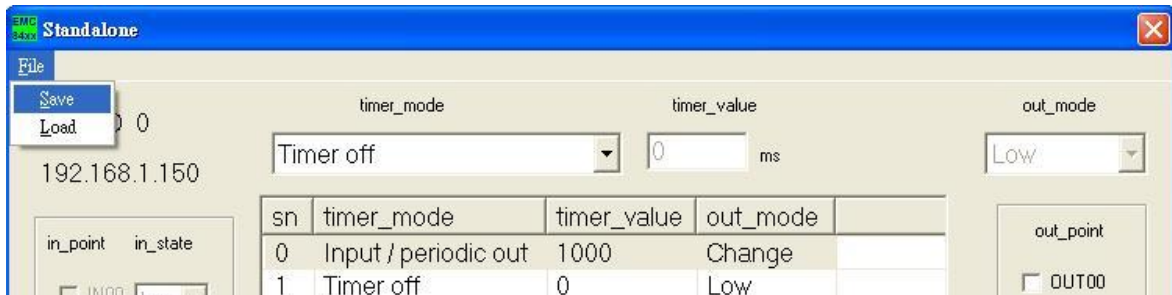 EMC
84xx
Standalone
File
Save
Load
0
192.168.1.150
timer_mode
timer_value
out_mode
Timer off
0
ms
Low
sn timer_mode timer_value out_mode
0 Input / periodic out 1000 Change
1 Timer off 0 Low
in_point in_state
IN00
out_point
OUT00